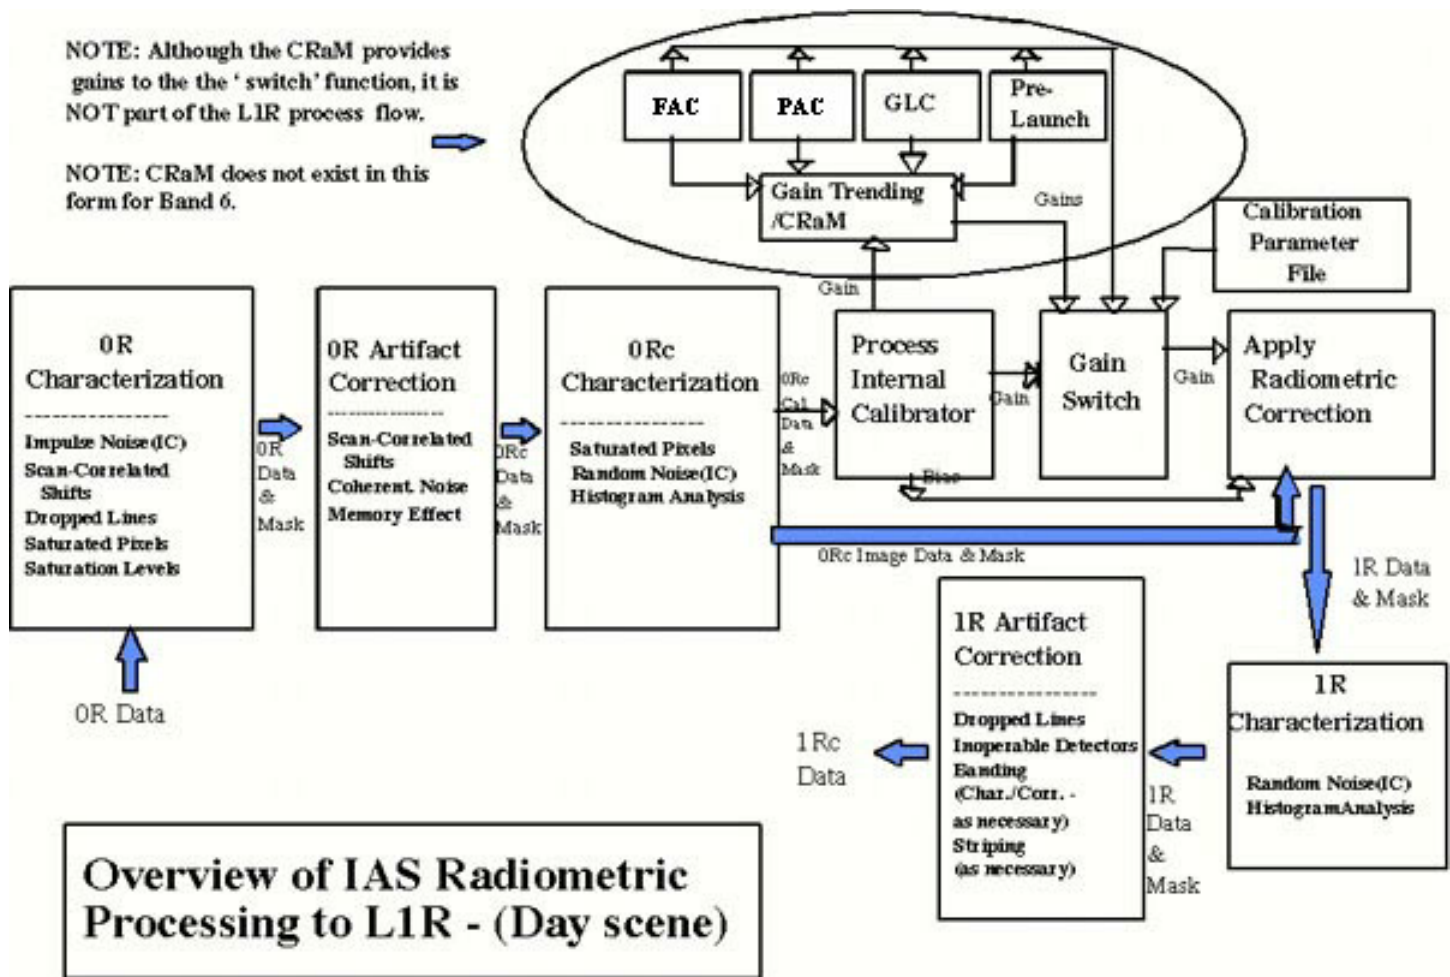 NOTE: Although the CRaM provides
gains to the the ‘ switch’ function, it is
NOT part of the L1R process flow.
NOTE: CRaM does not exist in this
form for Band 6.
FAC
PAC
GLC
Pre-
Launch
Gain Trending
/CRaM
Gains
Calibration
Parameter
File
Gain
0R
Characterization
-----------------
Impulse Noise(IC)
Scan-Correlated
Shifts
Dropped Lines
Saturated Pixels
Saturation Levels
0R
Data
&
Mask
0R Artifact
Correction
-----------------
Scan-Correlated
Shifts
Coherent. Noise
Memory Effect
0Rc
Data
&
Mask
0Rc
Characterization
-----------------
Saturated Pixels
Random Noise(IC)
Histogram Analysis
0Rc
Cal
Data
&
Mask
Process
Internal
Calibrator
Gain
Bias
Gain
Switch
Gain
Apply
Radiometric
Correction
0Rc Image Data & Mask
1R Data
& Mask
0R Data
1R Artifact
Correction
-----------------
Dropped Lines
Inoperable Detectors
Banding
(Char./Corr. -
as necessary)
Striping
(as necessary)
1R
Characterization
Random Noise(IC)
HistogramAnalysis
1R
Data
&
Mask
1Rc
Data
Overview of IAS Radiometric
Processing to L1R - (Day scene)